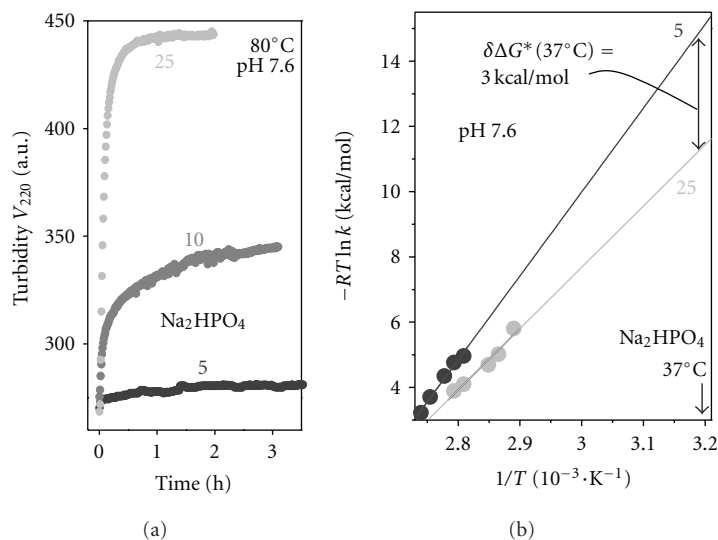 450
400
350
300
Turbidity V220 (a.u.)
80°C
pH 7.6
25
10
Na2HPO4
5
0
1
2
3
Time (h)
(a)
14
12
10
8
6
4
−RT ln k (kcal/mol)
5
δΔG*(37°C) =
3 kcal/mol
pH 7.6
25
Na2HPO4
37°C
2.8
2.9
3
3.1
3.2
1/T (10−3·K−1)
(b)